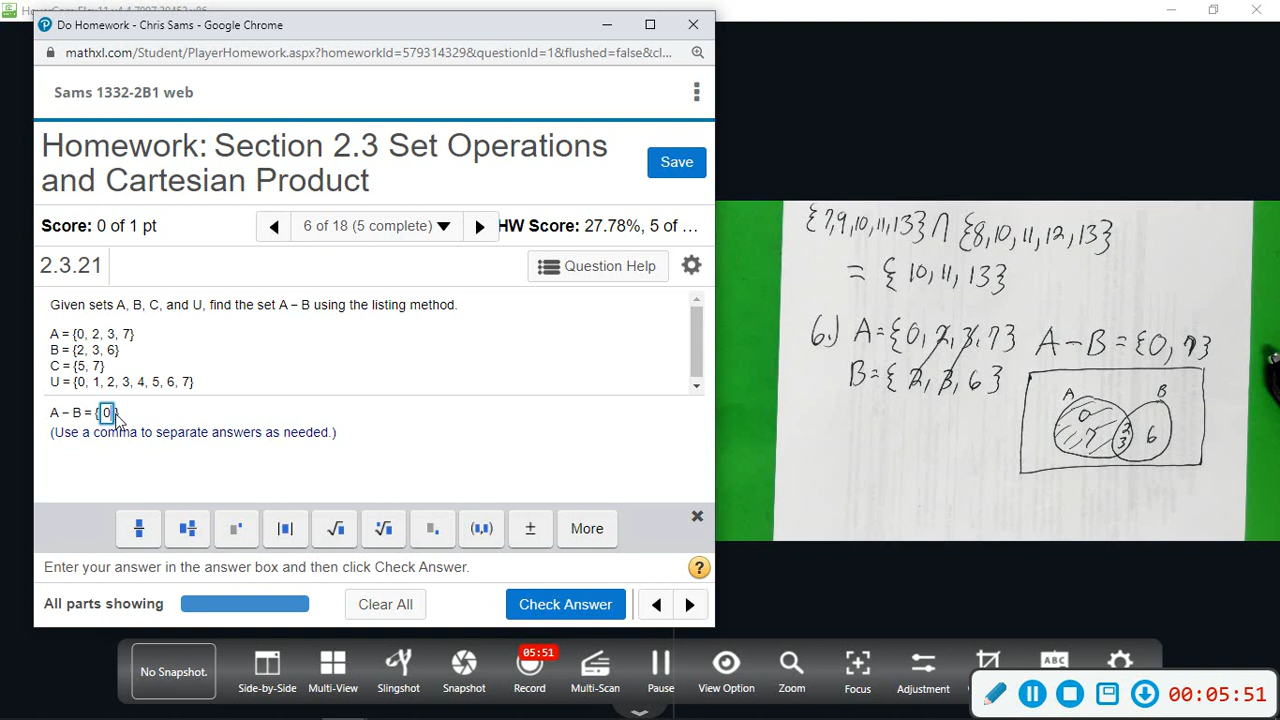 Do Homework - Chris Sams - Google Chrome
mathxl.com/Student/PlayerHomework.aspx?homeworkId=579314329&questionId=1&flushed=false&cl...
Sams 1332-2B1 web
Homework: Section 2.3 Set Operations
and Cartesian Product
Save
Score: 0 of 1 pt
6 of 18 (5 complete)
HW Score: 27.78%, 5 of ...
2.3.21
Question Help
Given sets A, B, C, and U, find the set A – B using the listing method.
A = {0, 2, 3, 7}
B = {2, 3, 6}
C = {5, 7}
U = {0, 1, 2, 3, 4, 5, 6, 7}
A – B = { 0 }
(Use a comma to separate answers as needed.)
More
Enter your answer in the answer box and then click Check Answer.
?
All parts showing
Clear All
Check Answer
{7,9,10,11,13} ∩ {8,10,11,12,13}
= {10,11,13}
6.) A={0,2,3,7} A-B={0,7}
B={2,3,6}
A B
0 2
7 3 6
No Snapshot.
Side-by-Side
Multi-View
Slingshot
Snapshot
05:51
Record
Multi-Scan
Pause
View Option
Zoom
Focus
Adjustment
ABC
00:05:51